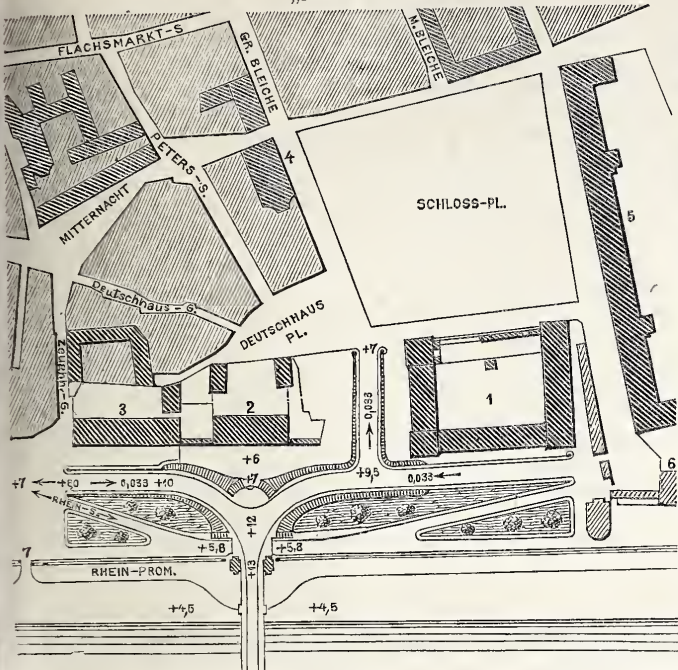 FLACHSMARKT-S
GR. BLEICHE
M. BLEICHE
PETERS-S.
4
SCHLOSS-PL.
5
MITTERNACHT
Deutschhaus-G.
DEUTSCHHAUS
PL.
+7
0,033
1
3
2
+6
+7
+9,5
0,033
6
+7
0,033
+10
RHEIN-S.
+12
+5,8
+5,8
7
RHEIN-PROM.
+13
+4,5
+4,5